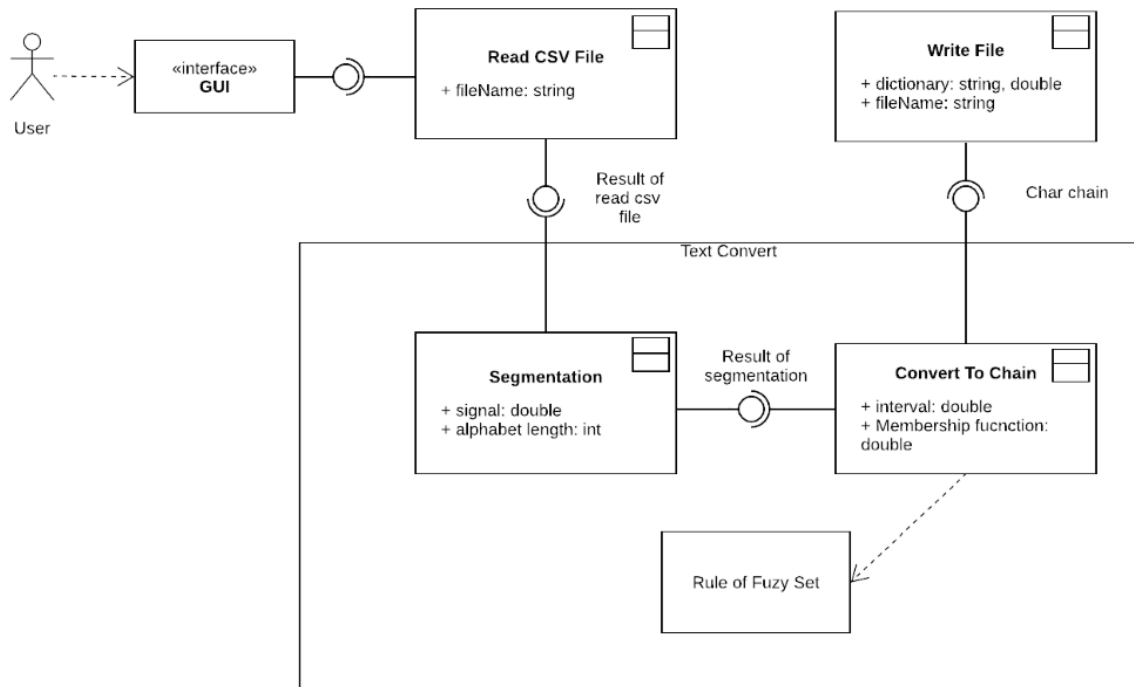 User
«interface»
GUI
Read CSV File
+ fileName: string
Write File
+ dictionary: string, double
+ fileName: string
Result of
read csv
file
Char chain
Text Convert
Segmentation
+ signal: double
+ alphabet length: int
Result of
segmentation
Convert To Chain
+ interval: double
+ Membership fucnction:
double
Rule of Fuzy Set